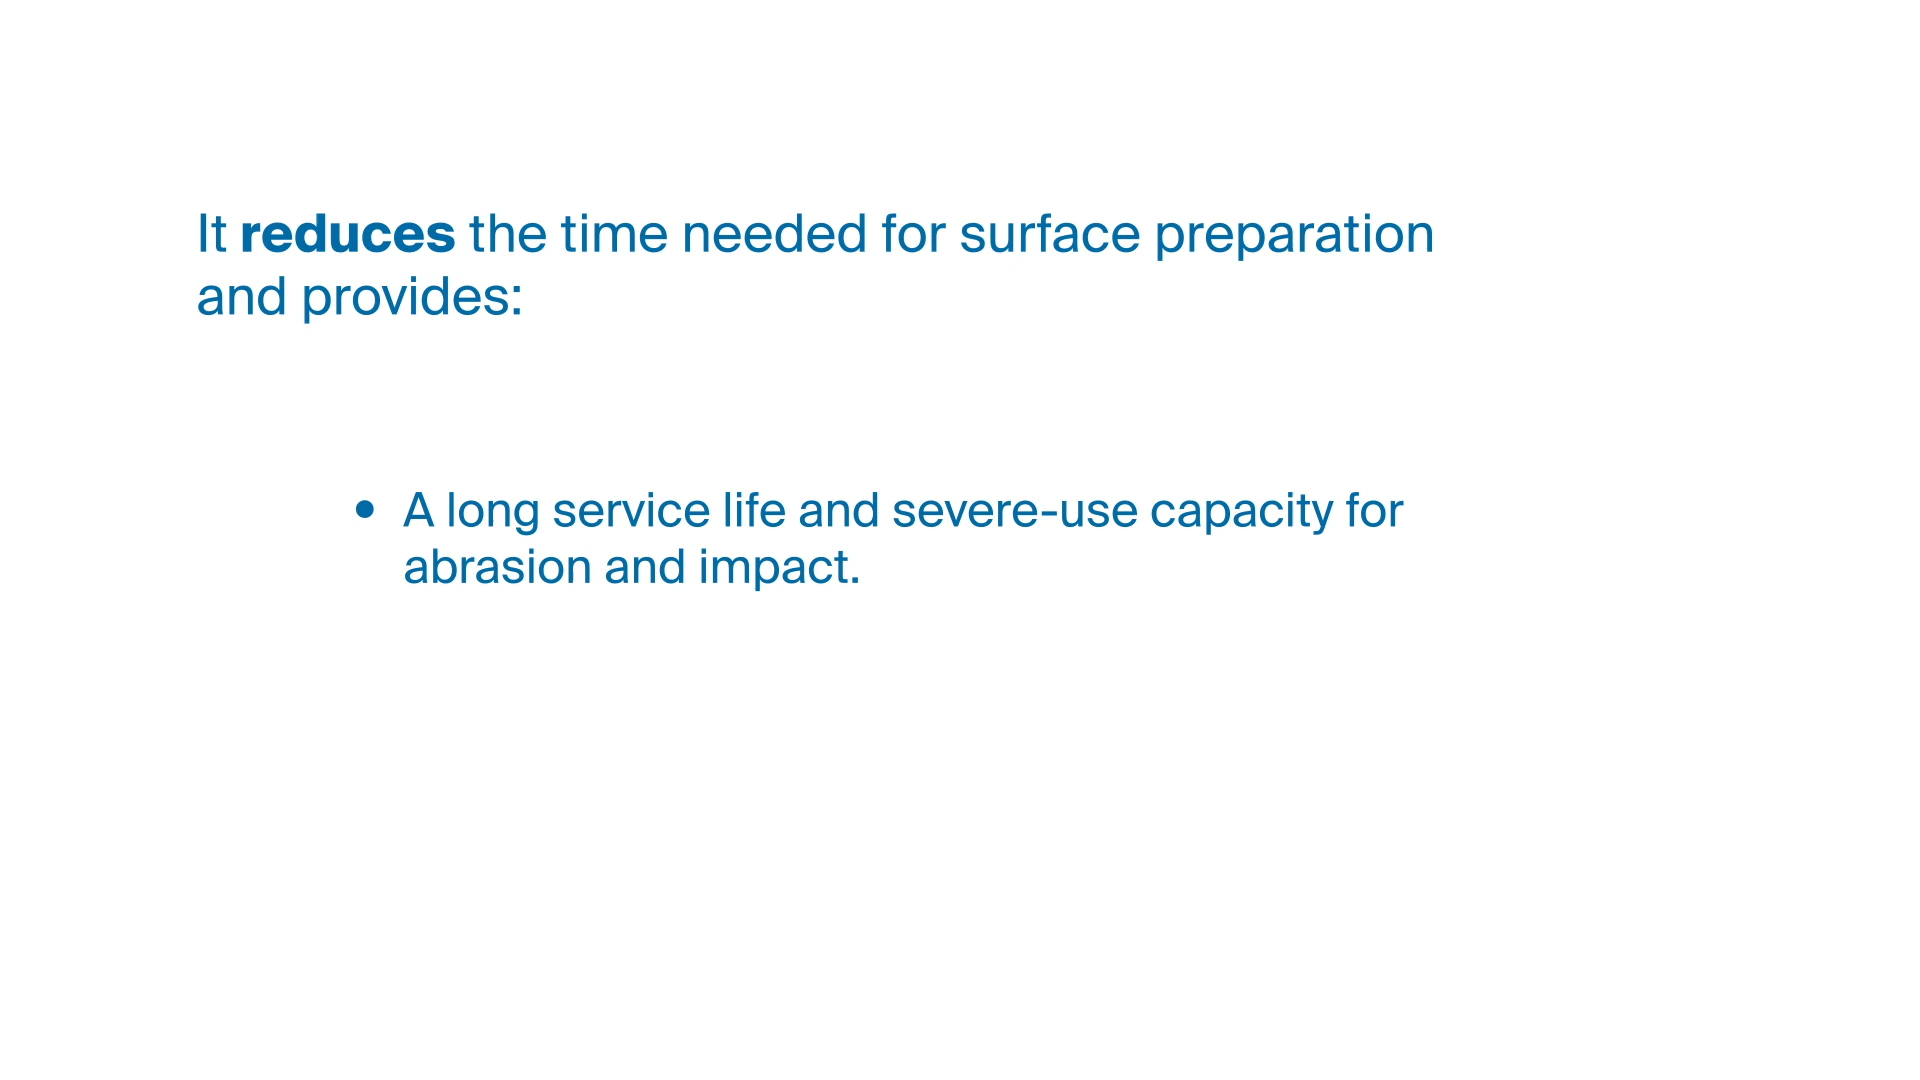 It reduces the time needed for surface preparation
and provides:
• A long service life and severe-use capacity for
abrasion and impact.